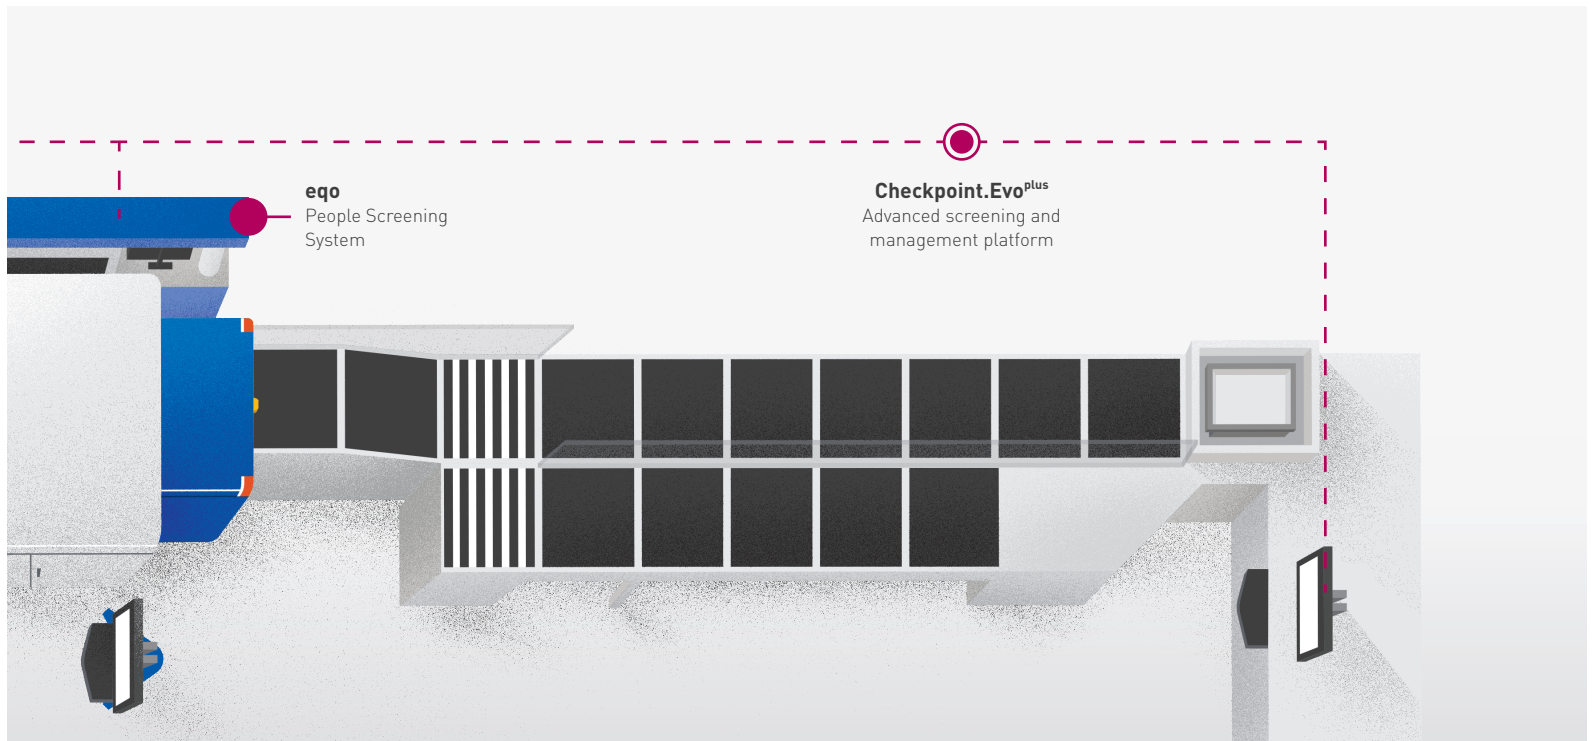 eqo
People Screening
System
Checkpoint.Evoplus
Advanced screening and
management platform